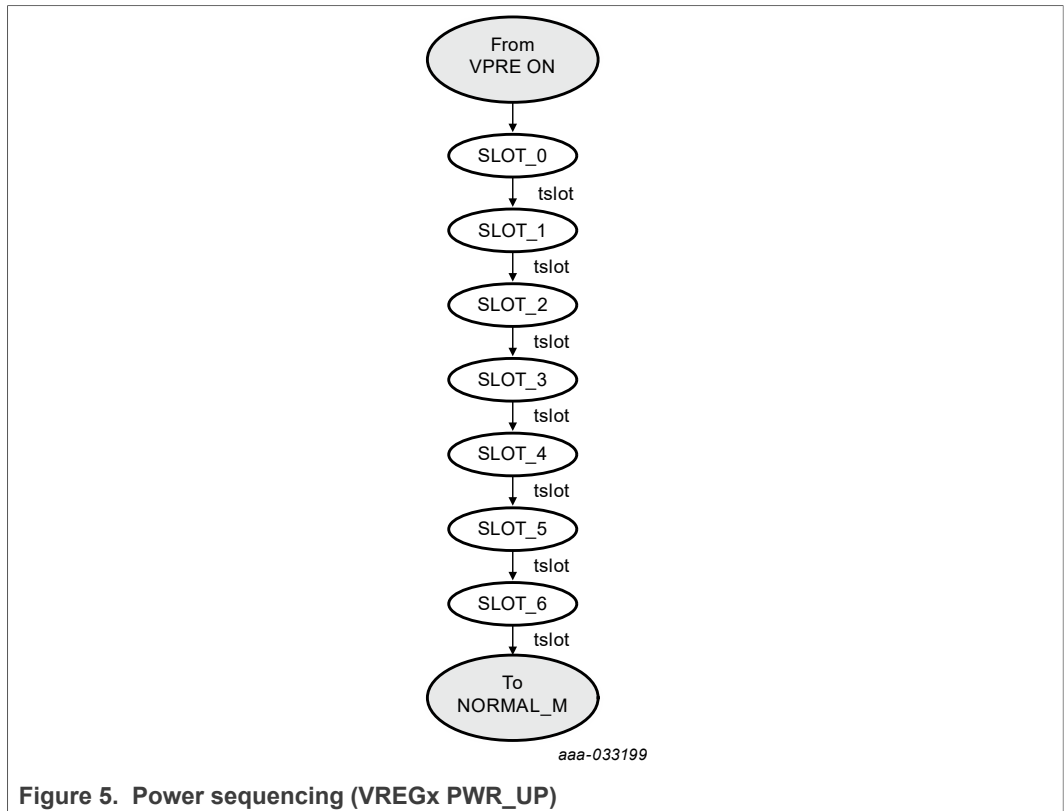 From
VPRE ON
SLOT_0
tslot
SLOT_1
tslot
SLOT_2
tslot
SLOT_3
tslot
SLOT_4
tslot
SLOT_5
tslot
SLOT_6
tslot
To
NORMAL_M
aaa-033199
Figure 5. Power sequencing (VREGx PWR_UP)